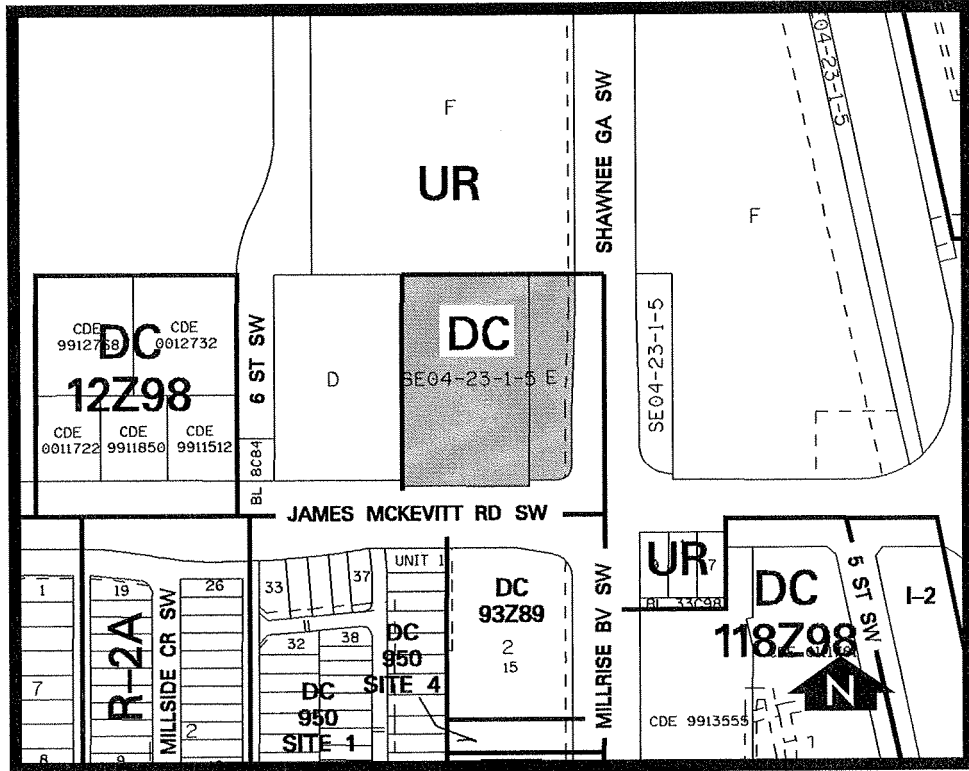 F
UR
SHAWNEE GA SW
04-23-1-5
F
DC
12Z98
CDE
CDE
0012732
CDE
0011722
CDE
9911850
CDE
9911512
6 ST SW
BL 8C84
D
DC
SE04-23-1-5 E
SE04-23-1-5
JAMES MCKEVITT RD SW
1
7
8
R-2A
19
9
MILLSIDE CR SW
26
2
33
37
11
32
38
DC
950
SITE 1
UNIT 1
DC
950
SITE 4
DC
93Z89
2
15
MILLRISE BV SW
UR
7
BL 33C98
DC
118Z98
5 ST SW
I-2
N
CDE 9913555